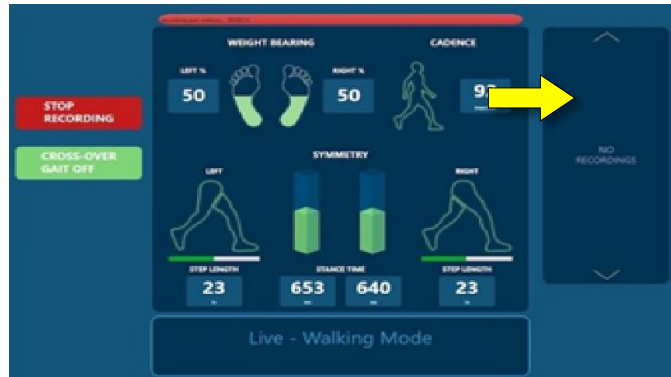 WEIGHT BEARING
CADENCE
LEFT %
RIGHT %
50
50
9
STOP
RECORDING
CROSS-OVER
GAIT OFF
NO
RECORDINGS
SYMMETRY
LEFT
RIGHT
STEP LENGTH
STANCE TIME
STEP LENGTH
23
653
640
23
Live - Walking Mode